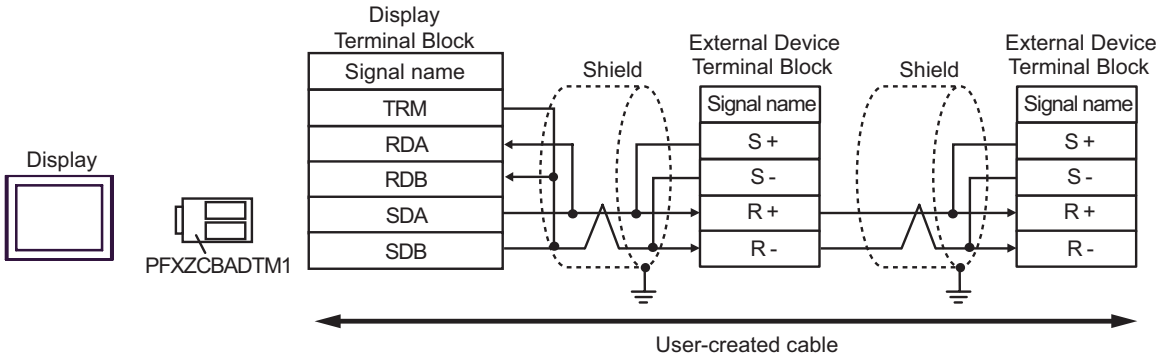 Display
Terminal Block
Signal name
TRM
RDA
RDB
SDA
SDB
Display
PFXZCBADTM1
Shield
External Device
Terminal Block
Signal name
S +
S -
R +
R -
Shield
External Device
Terminal Block
Signal name
S +
S -
R +
R -
User-created cable